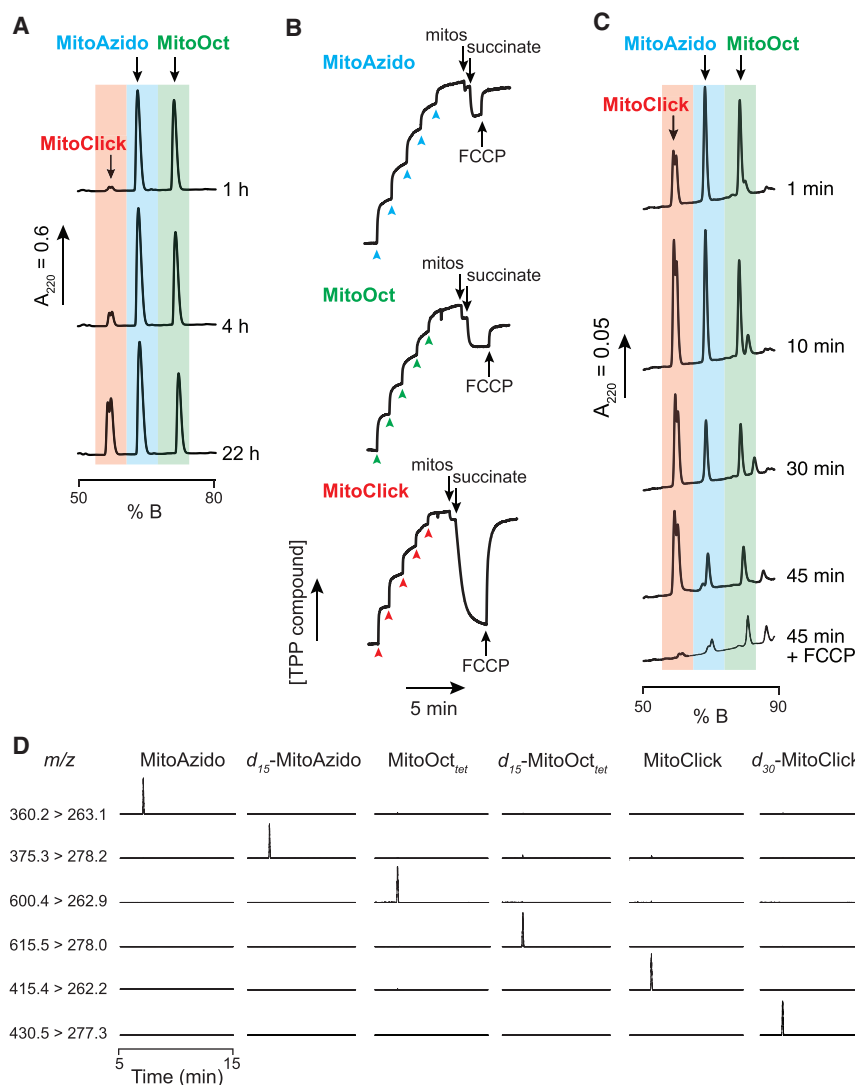 A
MitoAzido MitoOct
MitoClick
1 h
4 h
22 h
A220 = 0.6
50 80
% B
B
mitos
succinate
MitoAzido
FCCP
mitos
succinate
MitoOct
FCCP
mitos
succinate
MitoClick
FCCP
[TPP compound]
5 min
C
MitoAzido MitoOct
MitoClick
1 min
10 min
30 min
45 min
45 min
+ FCCP
A220 = 0.05
50 90
% B
D
m/z MitoAzido d15-MitoAzido MitoOcttet d15-MitoOcttet MitoClick d30-MitoClick
360.2 > 263.1
375.3 > 278.2
600.4 > 262.9
615.5 > 278.0
415.4 > 262.2
430.5 > 277.3
5 15
Time (min)